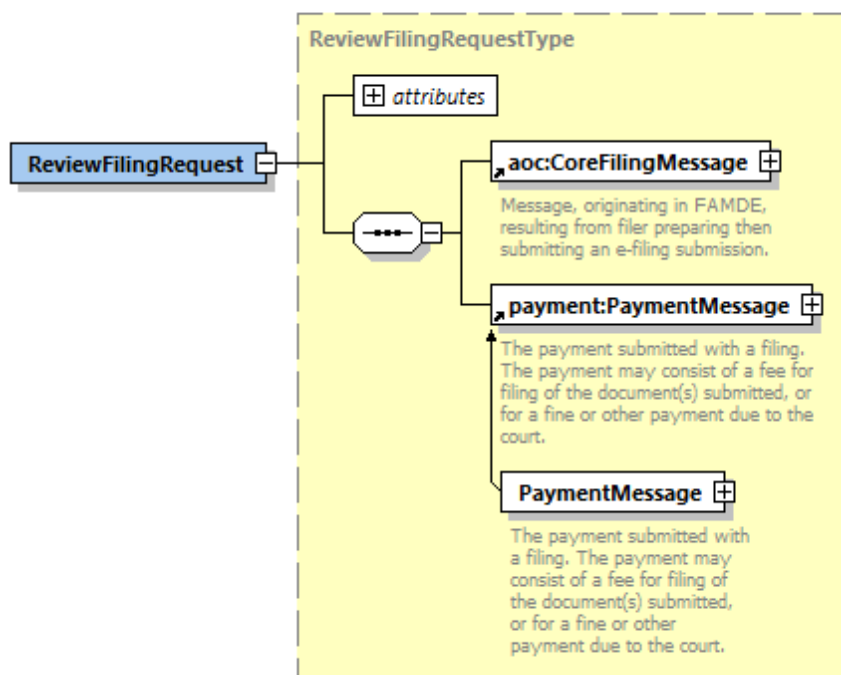 ReviewFilingRequestType
attributes
ReviewFilingRequest
aoc:CoreFilingMessage
Message, originating in FAMDE,
resulting from filer preparing then
submitting an e-filing submission.
payment:PaymentMessage
The payment submitted with a filing.
The payment may consist of a fee for
filing of the document(s) submitted, or
for a fine or other payment due to the
court.
PaymentMessage
The payment submitted with
a filing. The payment may
consist of a fee for filing of
the document(s) submitted,
or for a fine or other
payment due to the court.